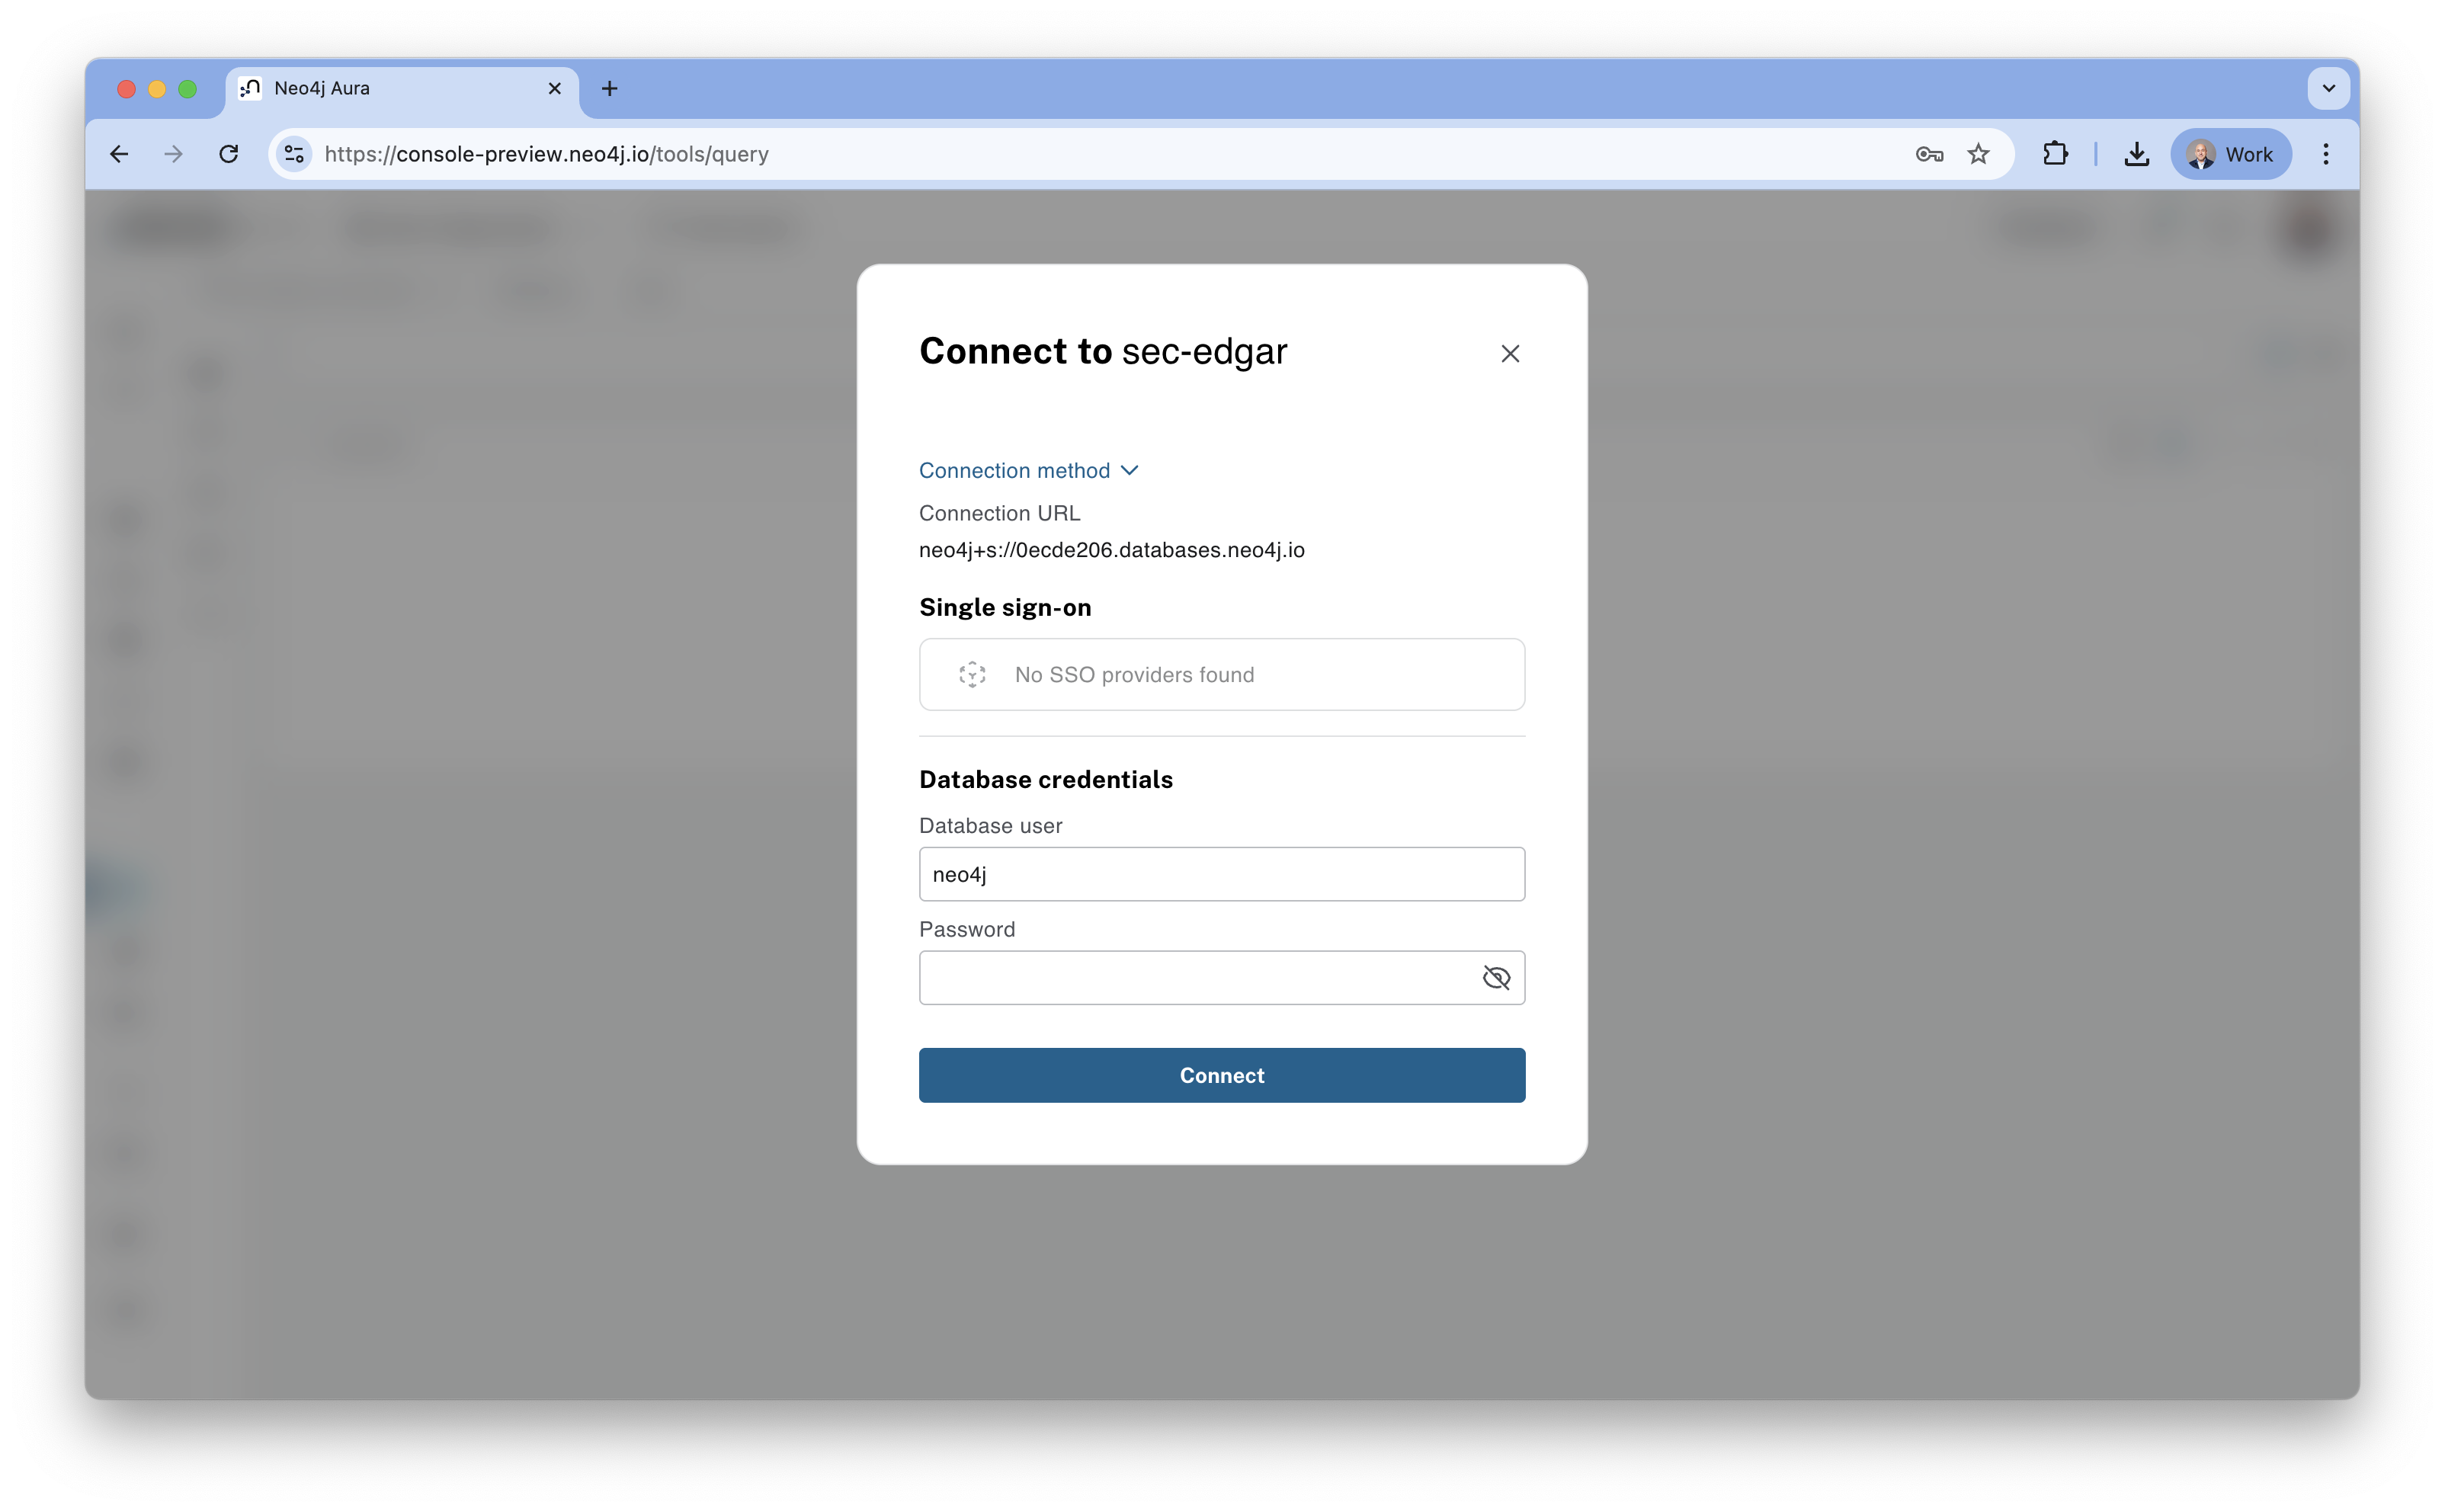 Neo4j Aura
https://console-preview.neo4j.io/tools/query
Work
Connect to sec-edgar
Connection method
Connection URL
neo4j+s://0ecde206.databases.neo4j.io
Single sign-on
No SSO providers found
Database credentials
Database user
neo4j
Password
Connect